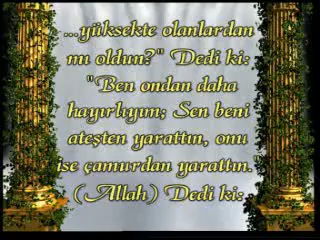 ...yüksekte olanlardan
mı oldun?" Dedi ki:
"Ben ondan daha
hayırlıyım; Sen beni
ateşten yarattın, onu
ise çamurdan yarattın."
(Allah) Dedi ki: